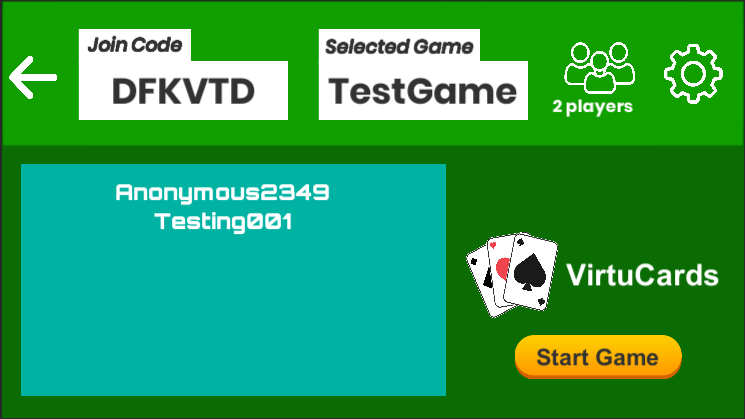 Join Code
DFKVTD
Selected Game
TestGame
2 players
Anonymous2349
Testing001
VirtuCards
Start Game